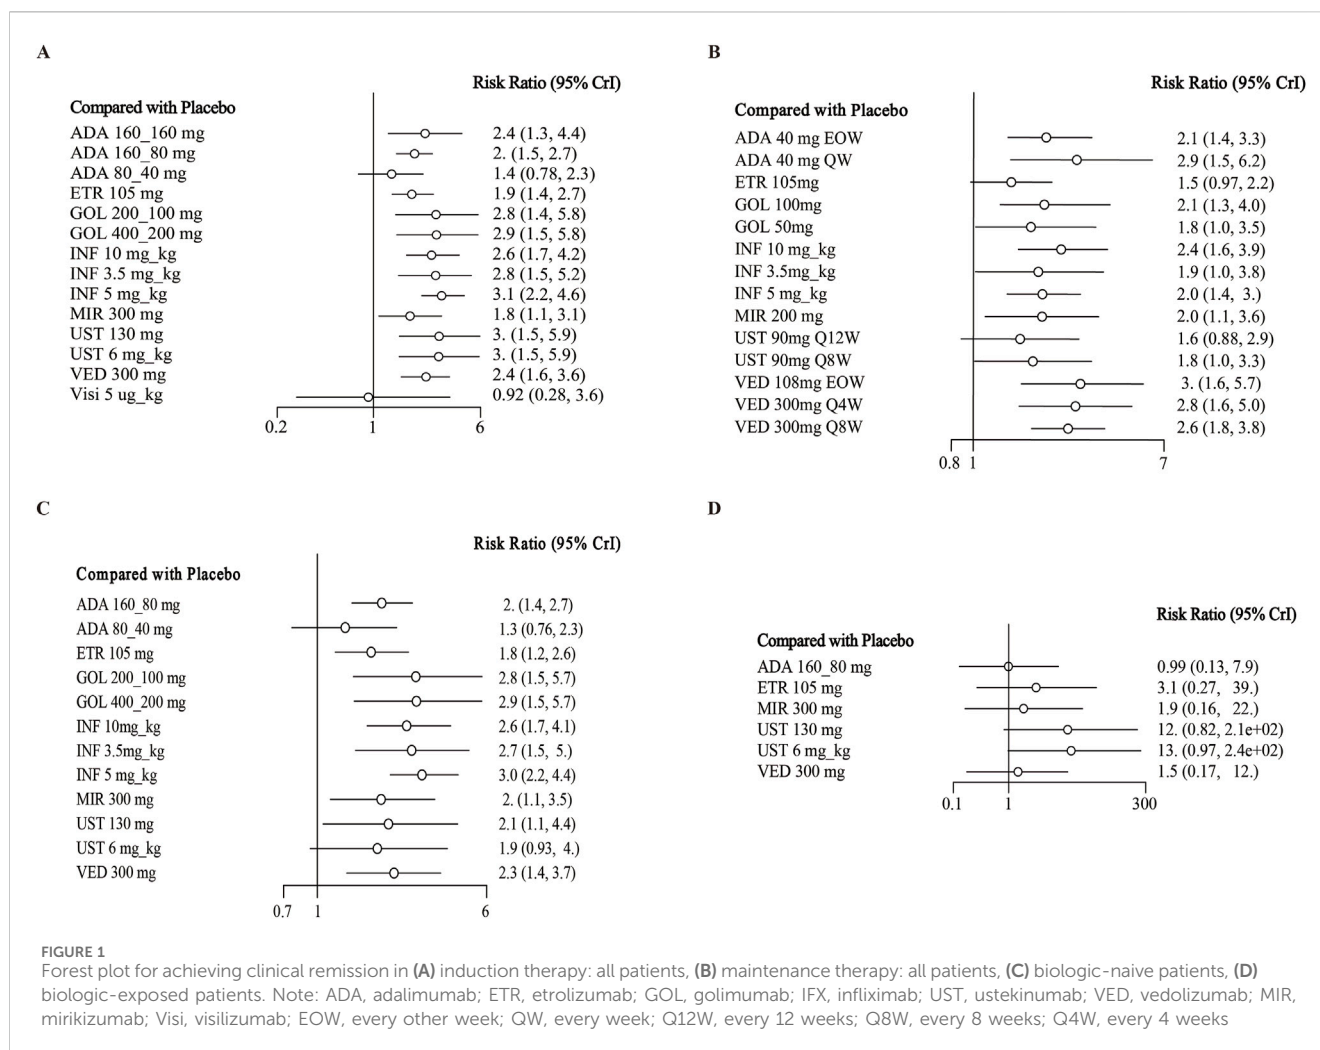 A
Risk Ratio (95% CrI)
Compared with Placebo
ADA 160_160 mg 2.4 (1.3, 4.4)
ADA 160_80 mg 2. (1.5, 2.7)
ADA 80_40 mg 1.4 (0.78, 2.3)
ETR 105 mg 1.9 (1.4, 2.7)
GOL 200_100 mg 2.8 (1.4, 5.8)
GOL 400_200 mg 2.9 (1.5, 5.8)
INF 10 mg_kg 2.6 (1.7, 4.2)
INF 3.5 mg_kg 2.8 (1.5, 5.2)
INF 5 mg_kg 3.1 (2.2, 4.6)
MIR 300 mg 1.8 (1.1, 3.1)
UST 130 mg 3. (1.5, 5.9)
UST 6 mg_kg 3. (1.5, 5.9)
VED 300 mg 2.4 (1.6, 3.6)
Visi 5 ug_kg 0.92 (0.28, 3.6)
0.2 1 6
B
Risk Ratio (95% CrI)
Compared with Placebo
ADA 40 mg EOW 2.1 (1.4, 3.3)
ADA 40 mg QW 2.9 (1.5, 6.2)
ETR 105mg 1.5 (0.97, 2.2)
GOL 100mg 2.1 (1.3, 4.0)
GOL 50mg 1.8 (1.0, 3.5)
INF 10 mg_kg 2.4 (1.6, 3.9)
INF 3.5mg_kg 1.9 (1.0, 3.8)
INF 5 mg_kg 2.0 (1.4, 3.)
MIR 200 mg 2.0 (1.1, 3.6)
UST 90mg Q12W 1.6 (0.88, 2.9)
UST 90mg Q8W 1.8 (1.0, 3.3)
VED 108mg EOW 3. (1.6, 5.7)
VED 300mg Q4W 2.8 (1.6, 5.0)
VED 300mg Q8W 2.6 (1.8, 3.8)
0.8 1 7
C
Risk Ratio (95% CrI)
Compared with Placebo
ADA 160_80 mg 2. (1.4, 2.7)
ADA 80_40 mg 1.3 (0.76, 2.3)
ETR 105 mg 1.8 (1.2, 2.6)
GOL 200_100 mg 2.8 (1.5, 5.7)
GOL 400_200 mg 2.9 (1.5, 5.7)
INF 10mg_kg 2.6 (1.7, 4.1)
INF 3.5mg_kg 2.7 (1.5, 5.)
INF 5 mg_kg 3.0 (2.2, 4.4)
MIR 300 mg 2. (1.1, 3.5)
UST 130 mg 2.1 (1.1, 4.4)
UST 6 mg_kg 1.9 (0.93, 4.)
VED 300 mg 2.3 (1.4, 3.7)
0.7 1 6
D
Risk Ratio (95% CrI)
Compared with Placebo
ADA 160_80 mg 0.99 (0.13, 7.9)
ETR 105 mg 3.1 (0.27, 39.)
MIR 300 mg 1.9 (0.16, 22.)
UST 130 mg 12. (0.82, 2.1e+02)
UST 6 mg_kg 13. (0.97, 2.4e+02)
VED 300 mg 1.5 (0.17, 12.)
0.1 1 300
FIGURE 1
Forest plot for achieving clinical remission in (A) induction therapy: all patients, (B) maintenance therapy: all patients, (C) biologic-naive patients, (D)
biologic-exposed patients. Note: ADA, adalimumab; ETR, etrolizumab; GOL, golimumab; IFX, infliximab; UST, ustekinumab; VED, vedolizumab; MIR,
mirikizumab; Visi, visilizumab; EOW, every other week; QW, every week; Q12W, every 12 weeks; Q8W, every 8 weeks; Q4W, every 4 weeks